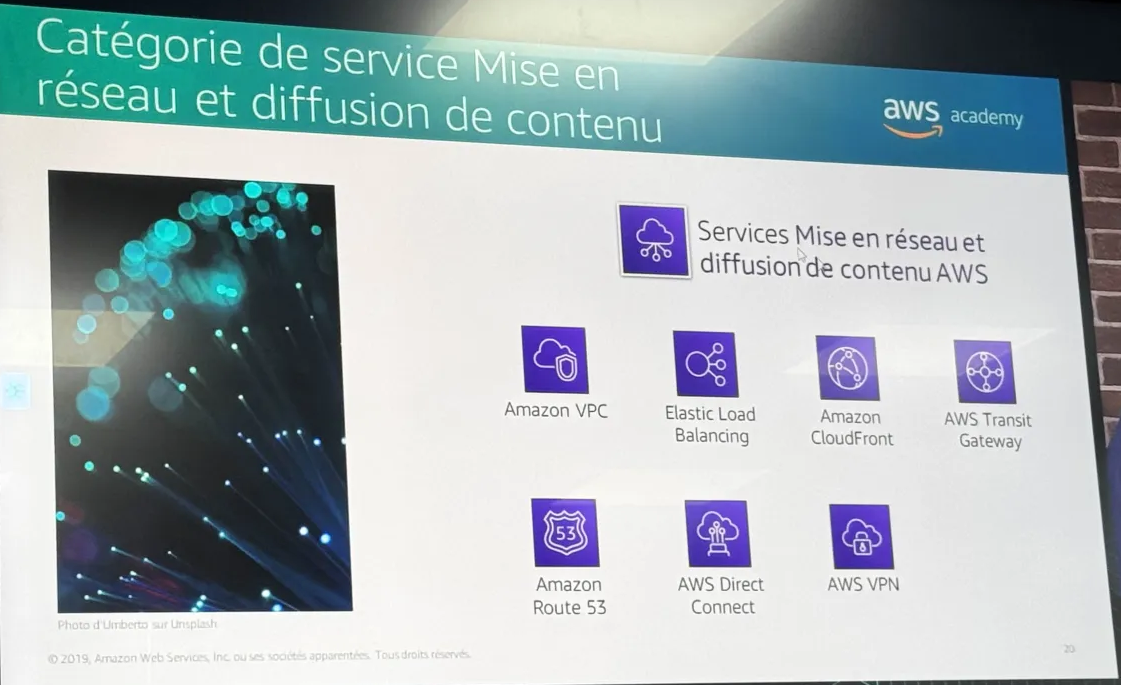 Catégorie de service Mise en
réseau et diffusion de contenu
aws academy
Services Mise en réseau et
diffusion de contenu AWS
Amazon VPC
Elastic Load
Balancing
Amazon
CloudFront
AWS Transit
Gateway
53
Amazon
Route 53
AWS Direct
Connect
AWS VPN
Photo d'Umberto sur Unsplash
© 2019, Amazon Web Services, Inc. ou ses sociétés apparentées. Tous droits réservés.
20